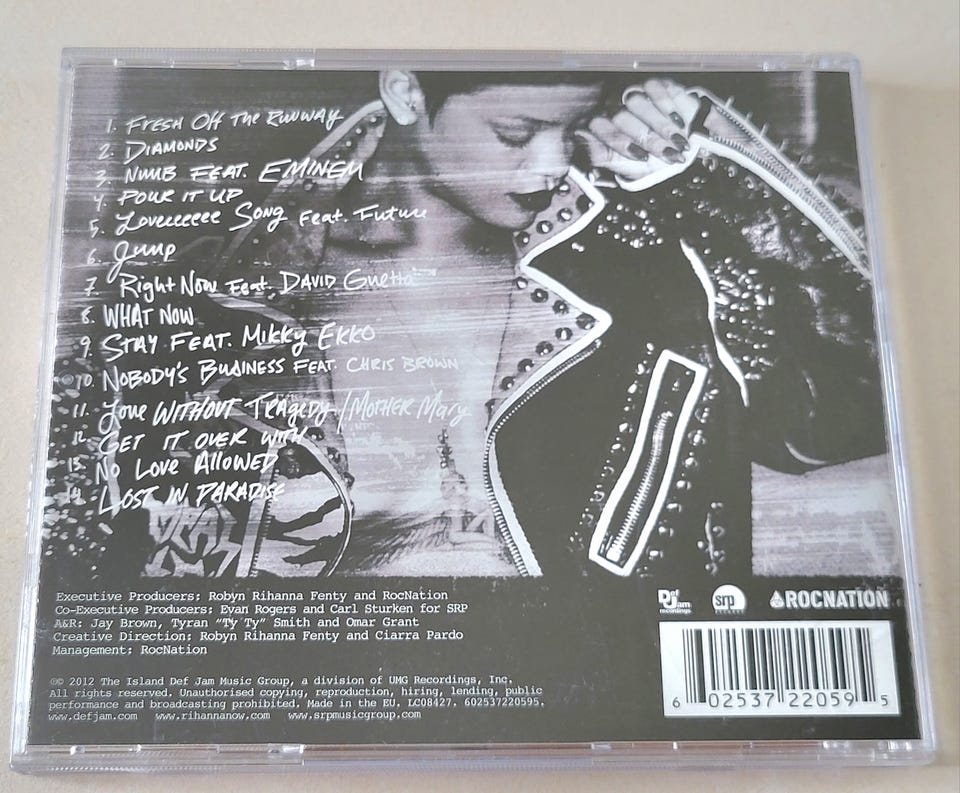 1. FRESH OFF THE RUNWAY
2. DIAMONDS
3. NUMB FEAT. EMINEM
4. POUR IT UP
5. Loveeeeeee Song Feat. Future
6. Jump
7. Right Now Feat. DAVID Guetta
8. WHAT NOW
9. STAY FEAT. MIKKY EKKO
10. NOBODY'S BUSINESS FEAT. CHRIS BROWN
11. Love WITHOUT TRAGEDY / MOTHER MARY
12. GET IT OVER WITH
13. NO LOVE ALLOWED
14. LOST IN PARADISE
Executive Producers: Robyn Rihanna Fenty and RocNation
Co-Executive Producers: Evan Rogers and Carl Sturken for SRP
A&R: Jay Brown, Tyran "Ty Ty" Smith and Omar Grant
Creative Direction: Robyn Rihanna Fenty and Ciarra Pardo
Management: RocNation
Def Jam recordings
srp
ROCNATION
℗© 2012 The Island Def Jam Music Group, a division of UMG Recordings, Inc.
All rights reserved. Unauthorised copying, reproduction, hiring, lending, public
performance and broadcasting prohibited. Made in the EU. LC08427. 602537220595.
www.defjam.com www.rihannanow.com www.srpmusicgroup.com
6 02537 22059 5